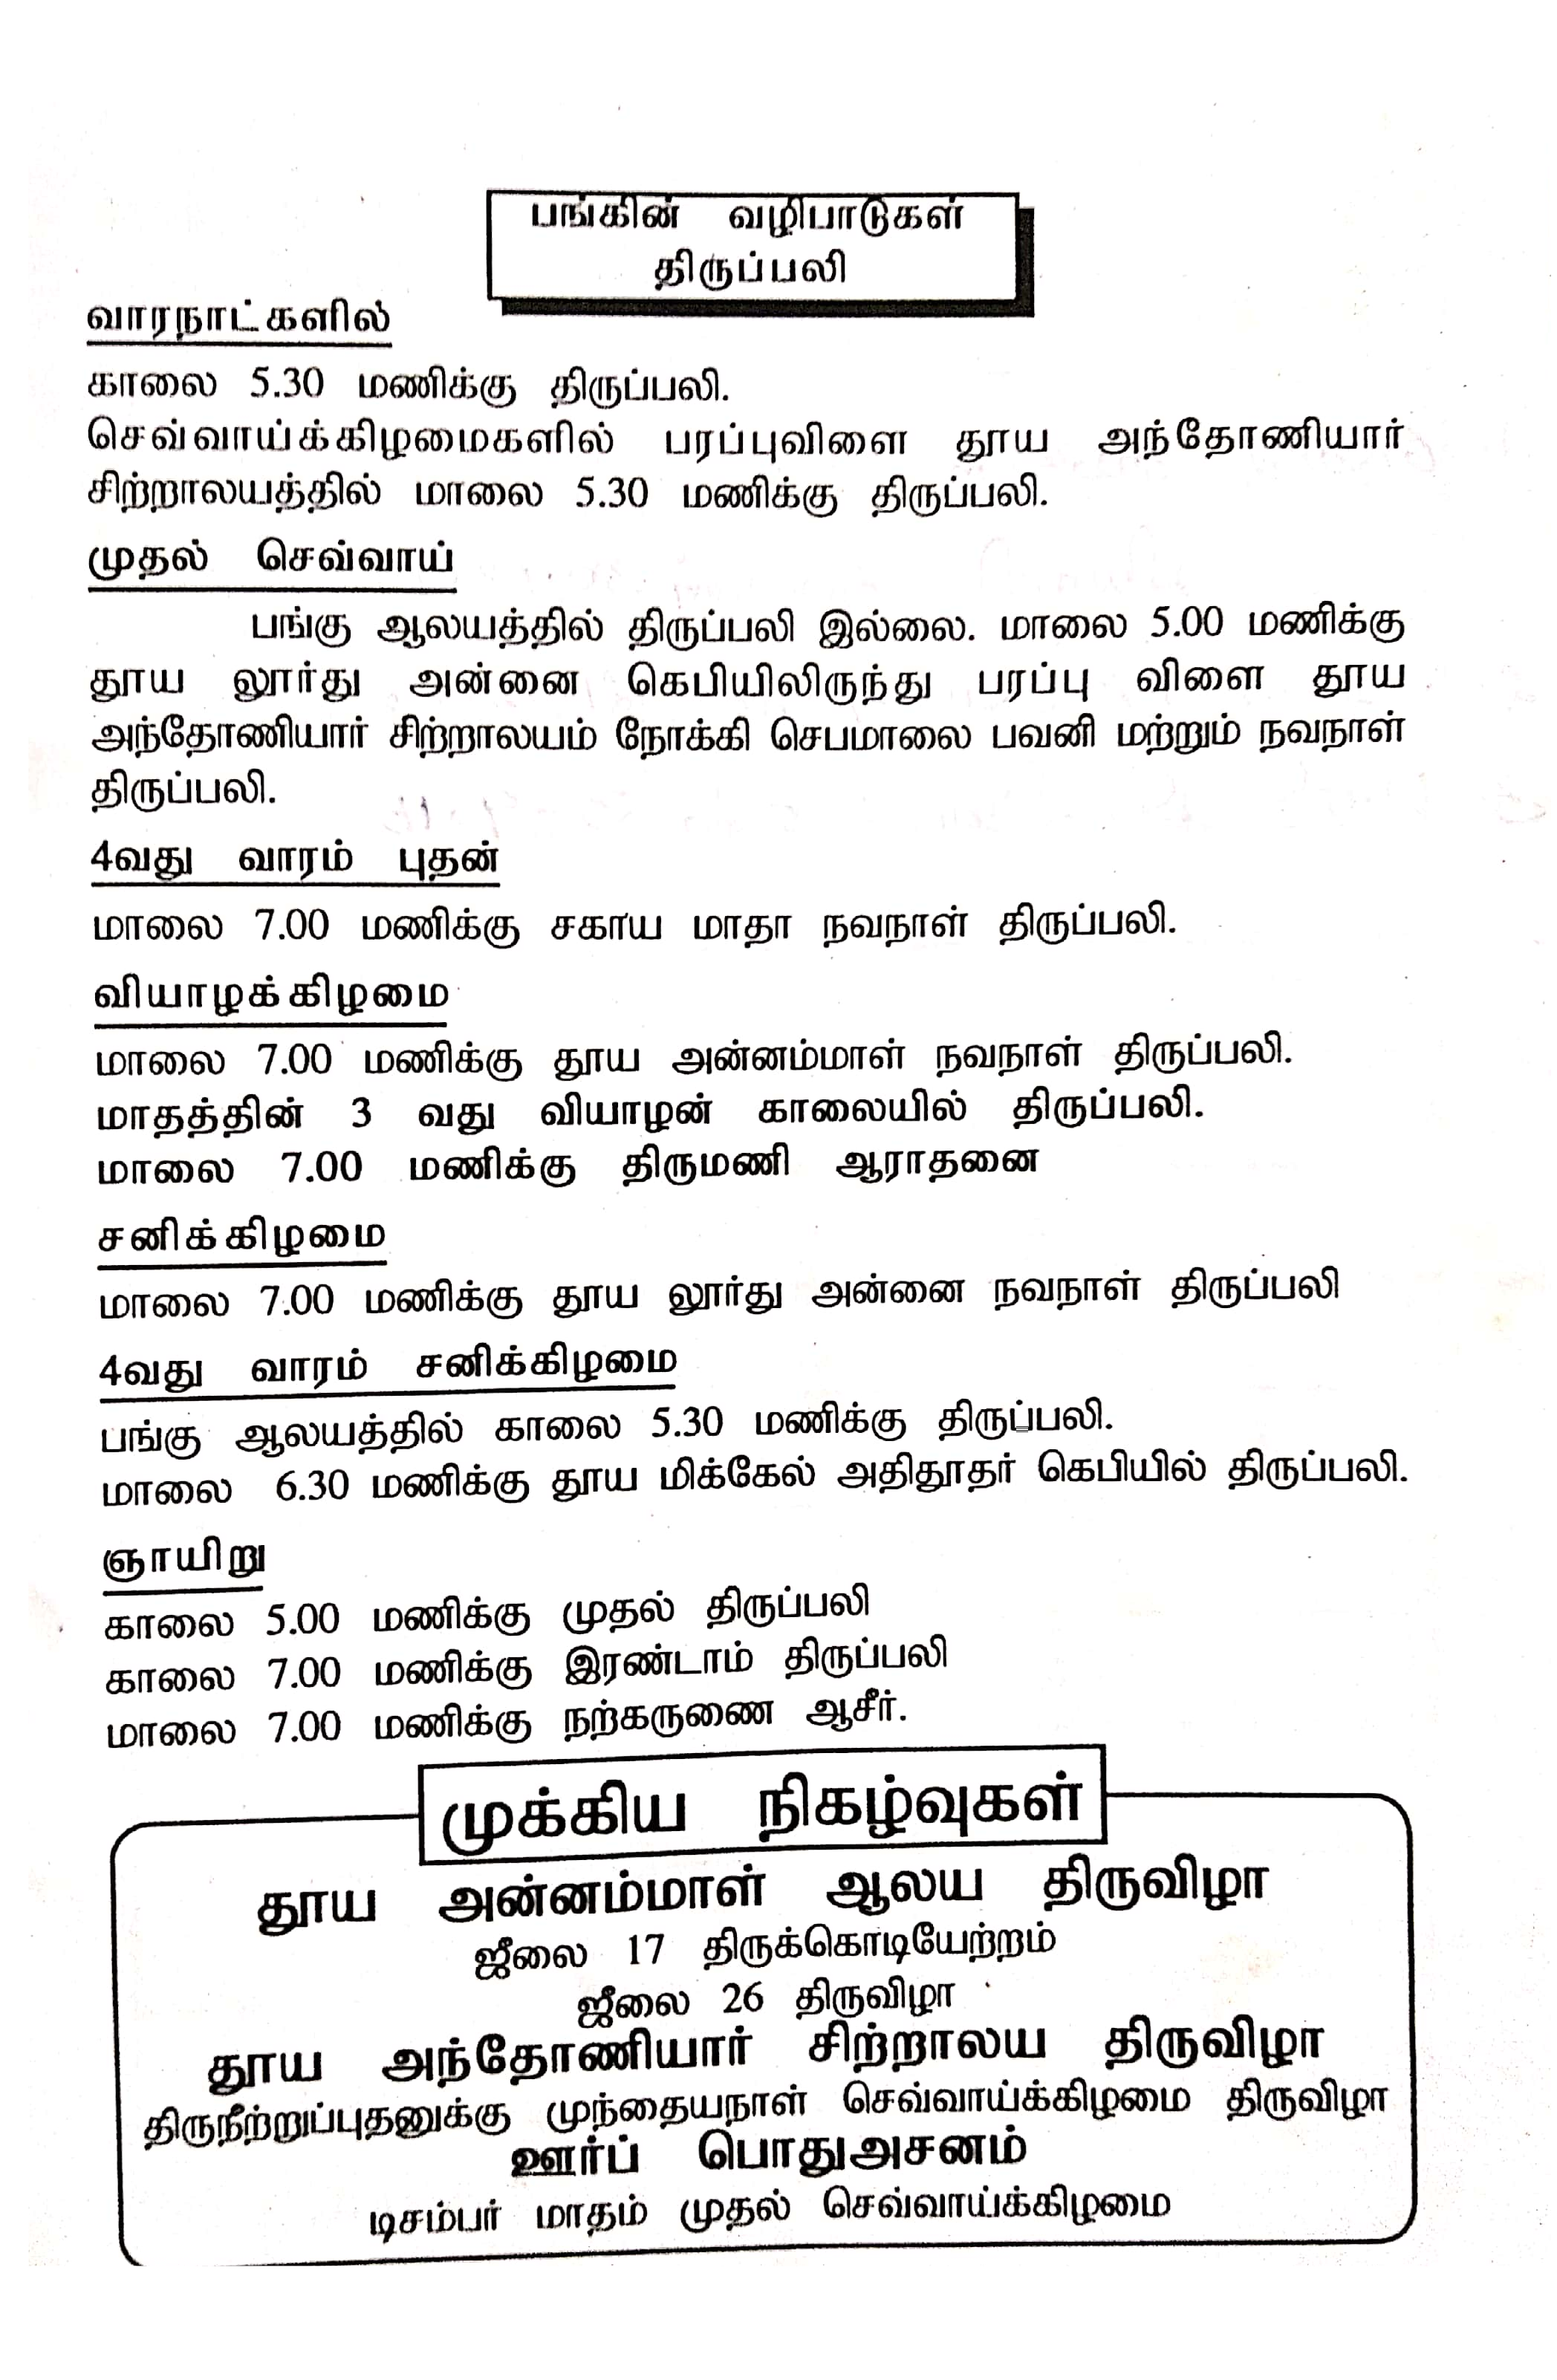 பங்கின் வழிபாடுகள்
திருப்பலி
வாரநாட்களில்
காலை 5.30 மணிக்கு திருப்பலி.
செவ்வாய்க்கிழமைகளில் பரப்புவிளை தூய அந்தோணியார்
சிற்றாலயத்தில் மாலை 5.30 மணிக்கு திருப்பலி.
முதல் செவ்வாய்
பங்கு ஆலயத்தில் திருப்பலி இல்லை. மாலை 5.00 மணிக்கு
தூய லூர்து அன்னை கெபியிலிருந்து பரப்பு விளை தூய
அந்தோணியார் சிற்றாலயம் நோக்கி செபமாலை பவனி மற்றும் நவநாள்
திருப்பலி.
4வது வாரம் புதன்
மாலை 7.00 மணிக்கு சகாய மாதா நவநாள் திருப்பலி.
வியாழக்கிழமை
மாலை 7.00 மணிக்கு தூய அன்னம்மாள் நவநாள் திருப்பலி.
மாதத்தின் 3 வது வியாழன் காலையில் திருப்பலி.
மாலை 7.00 மணிக்கு திருமணி ஆராதனை
சனிக்கிழமை
மாலை 7.00 மணிக்கு தூய லூர்து அன்னை நவநாள் திருப்பலி
4வது வாரம் சனிக்கிழமை
பங்கு ஆலயத்தில் காலை 5.30 மணிக்கு திருப்பலி.
மாலை 6.30 மணிக்கு தூய மிக்கேல் அதிதூதர் கெபியில் திருப்பலி.
ஞாயிறு
காலை 5.00 மணிக்கு முதல் திருப்பலி
காலை 7.00 மணிக்கு இரண்டாம் திருப்பலி
மாலை 7.00 மணிக்கு நற்கருணை ஆசீர்.
முக்கிய நிகழ்வுகள்
தூய அன்னம்மாள் ஆலய திருவிழா
ஜீலை 17 திருக்கொடியேற்றம்
ஜீலை 26 திருவிழா
தூய அந்தோணியார் சிற்றாலய திருவிழா
திருநீற்றுப்புதனுக்கு முந்தையநாள் செவ்வாய்க்கிழமை திருவிழா
ஊர்ப் பொதுஅசனம்
டிசம்பர் மாதம் முதல் செவ்வாய்க்கிழமை